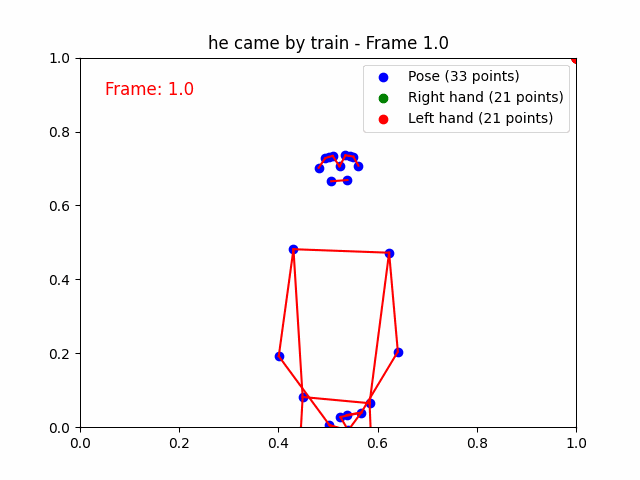 he came by train - Frame 1.0
Frame: 1.0
Pose (33 points)
Right hand (21 points)
Left hand (21 points)
1.0
0.8
0.6
0.4
0.2
0.0
0.0 0.2 0.4 0.6 0.8 1.0